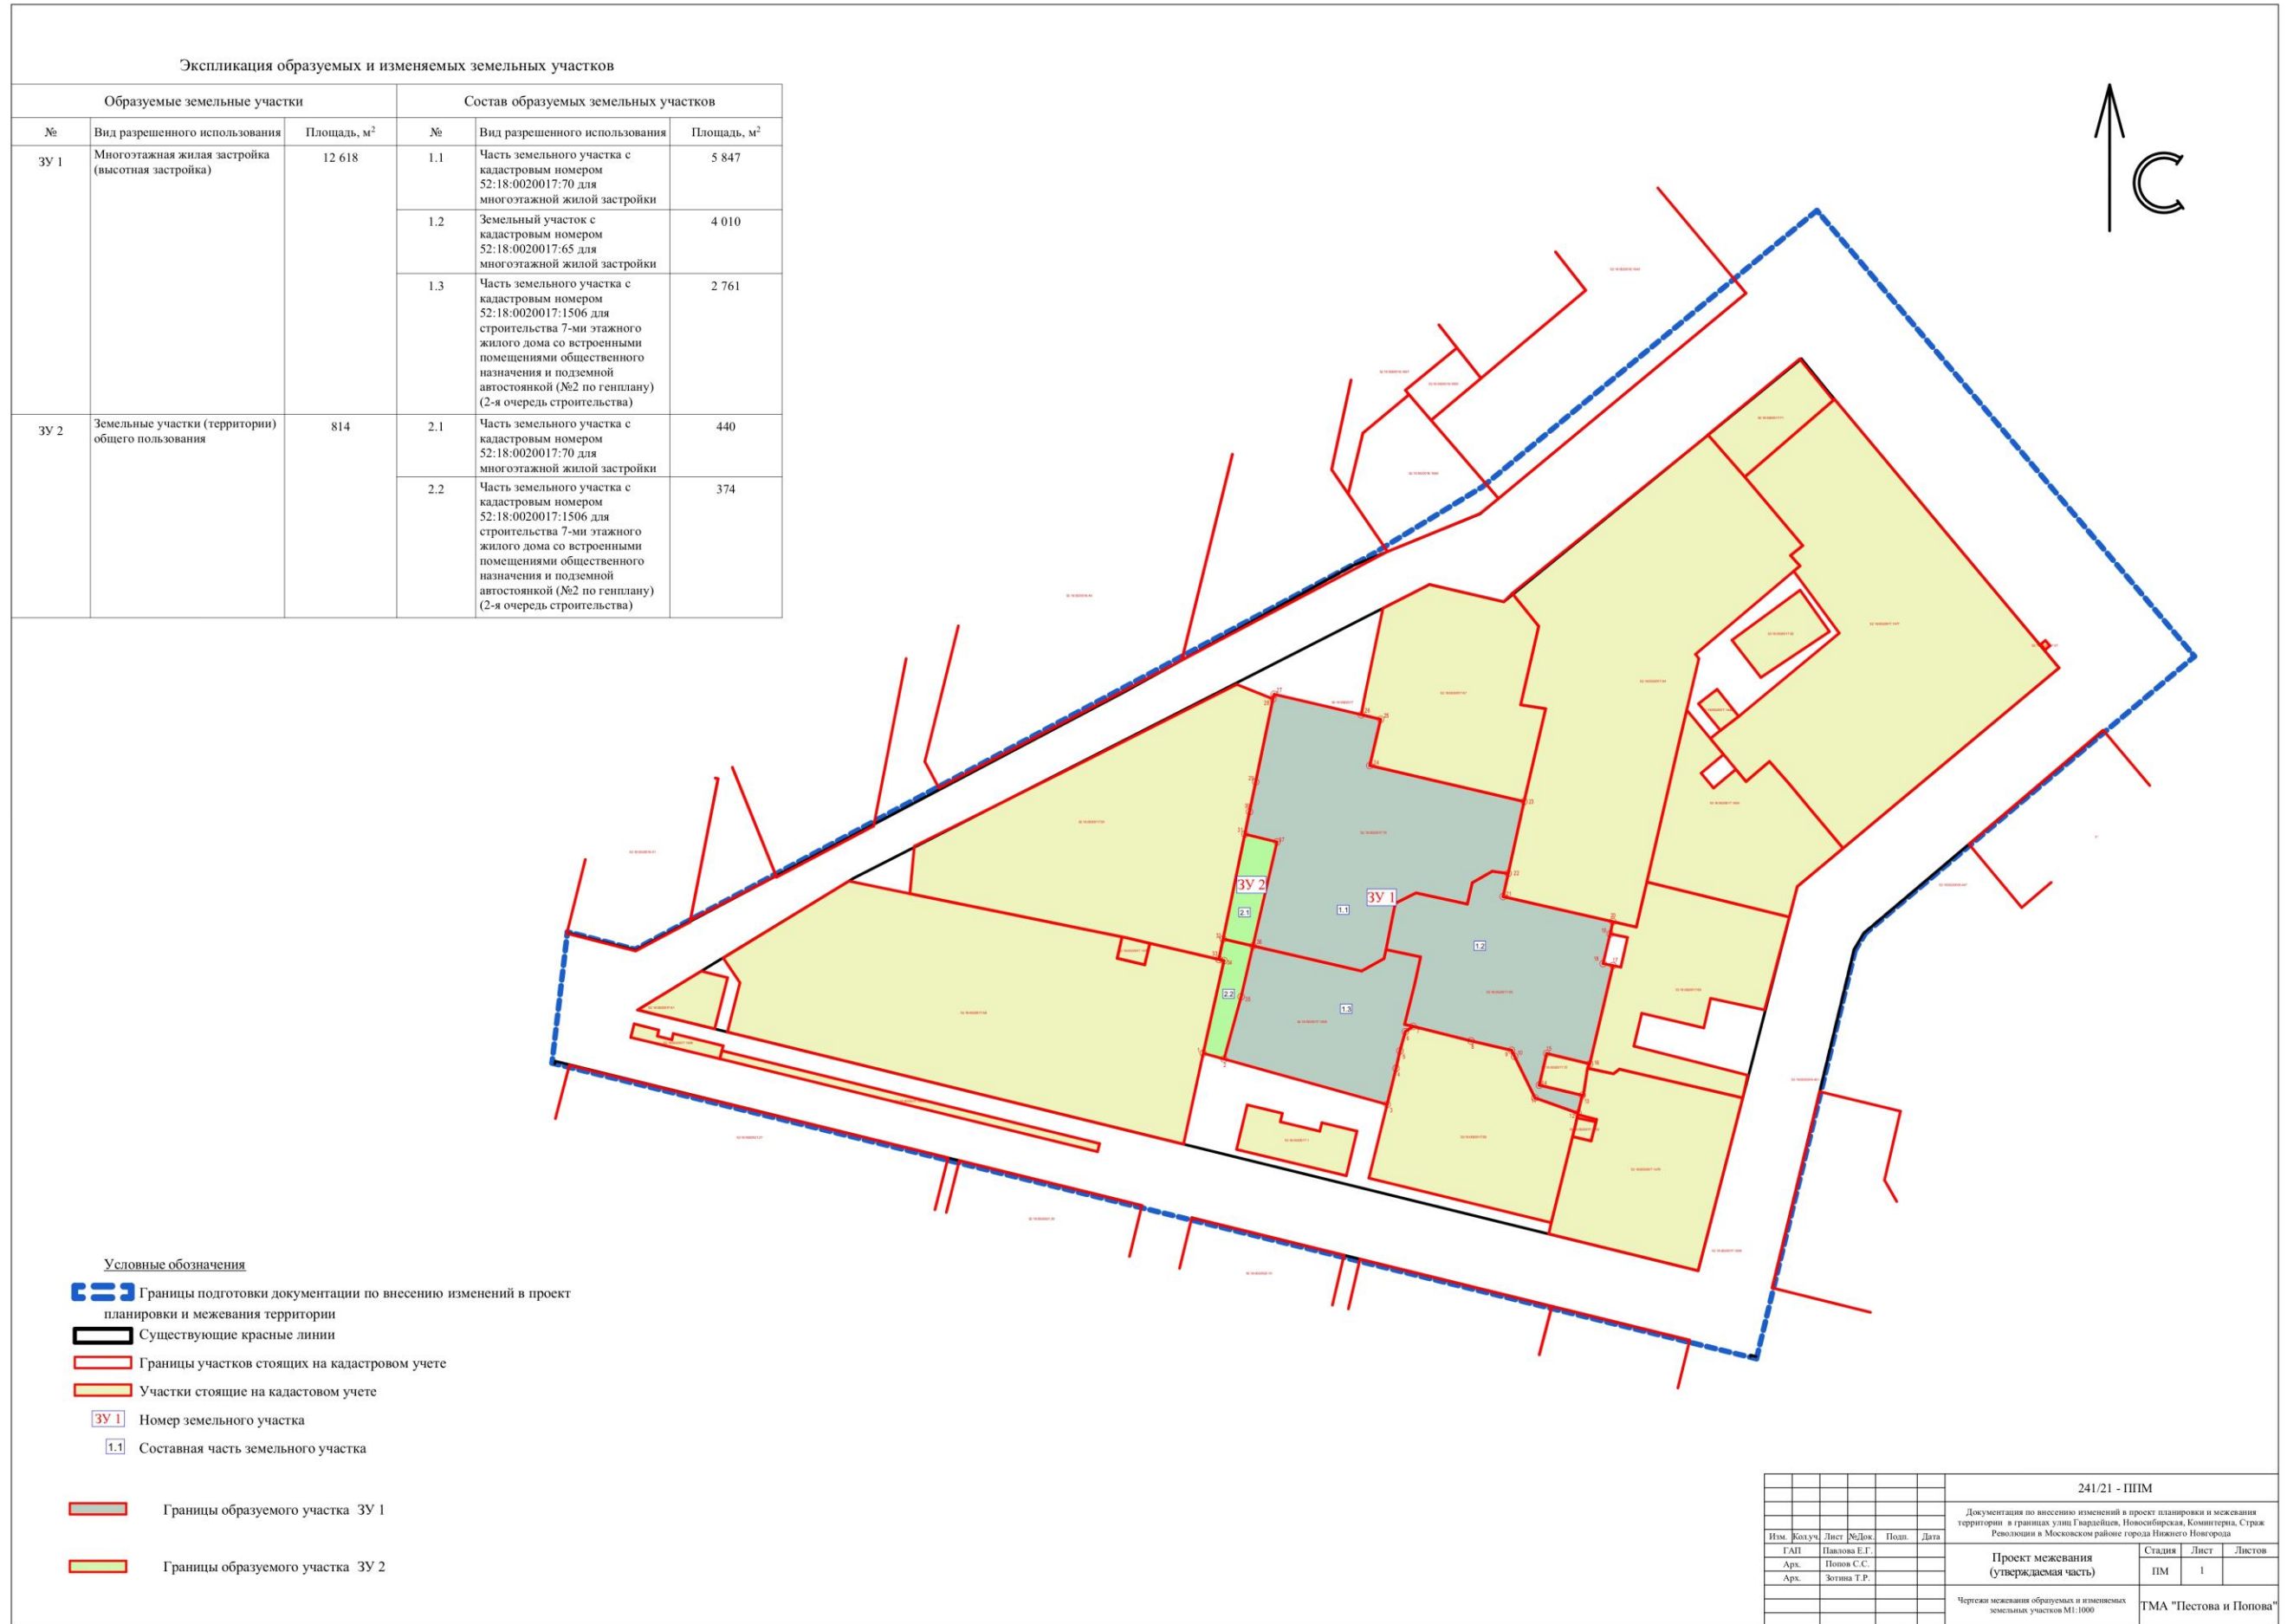 Экспликация образуемых и изменяемых земельных участков
Образуемые земельные участки
Состав образуемых земельных участков
№
Вид разрешенного использования
Площадь, м²
№
Вид разрешенного использования
Площадь, м²
ЗУ 1
Многоэтажная жилая застройка
(высотная застройка)
12 618
1.1
Часть земельного участка с
кадастровым номером
52:18:0020017:70 для
многоэтажной жилой застройки
5 847
1.2
Земельный участок с
кадастровым номером
52:18:0020017:65 для
многоэтажной жилой застройки
4 010
1.3
Часть земельного участка с
кадастровым номером
52:18:0020017:1506 для
строительства 7-ми этажного
жилого дома со встроенными
помещениями общественного
назначения и подземной
автостоянкой (№2 по генплану)
(2-я очередь строительства)
2 761
ЗУ 2
Земельные участки (территории)
общего пользования
814
2.1
Часть земельного участка с
кадастровым номером
52:18:0020017:70 для
многоэтажной жилой застройки
440
2.2
Часть земельного участка с
кадастровым номером
52:18:0020017:1506 для
строительства 7-ми этажного
жилого дома со встроенными
помещениями общественного
назначения и подземной
автостоянкой (№2 по генплану)
(2-я очередь строительства)
374
С
ЗУ 2
ЗУ 1
2.1
1.1
1.2
2.2
1.3
Условные обозначения
Границы подготовки документации по внесению изменений в проект
планировки и межевания территории
Существующие красные линии
Границы участков стоящих на кадастровом учете
Участки стоящие на кадастовом учете
ЗУ 1
Номер земельного участка
1.1
Составная часть земельного участка
Границы образуемого участка ЗУ 1
Границы образуемого участка ЗУ 2
241/21 - ППМ
Документация по внесению изменений в проект планировки и межевания
территории в границах улиц Гвардейцев, Новосибирская, Коминтерна, Страж
Революции в Московском районе города Нижнего Новгорода
Изм.
Кол.уч.
Лист
№Док.
Подп.
Дата
ГАП
Павлова Е.Г.
Арх.
Попов С.С.
Арх.
Зотина Т.Р.
Проект межевания
(утверждаемая часть)
Стадия
Лист
Листов
ПМ
1
Чертежи межевания образуемых и изменяемых
земельных участков М1:1000
ТМА "Пестова и Попова"